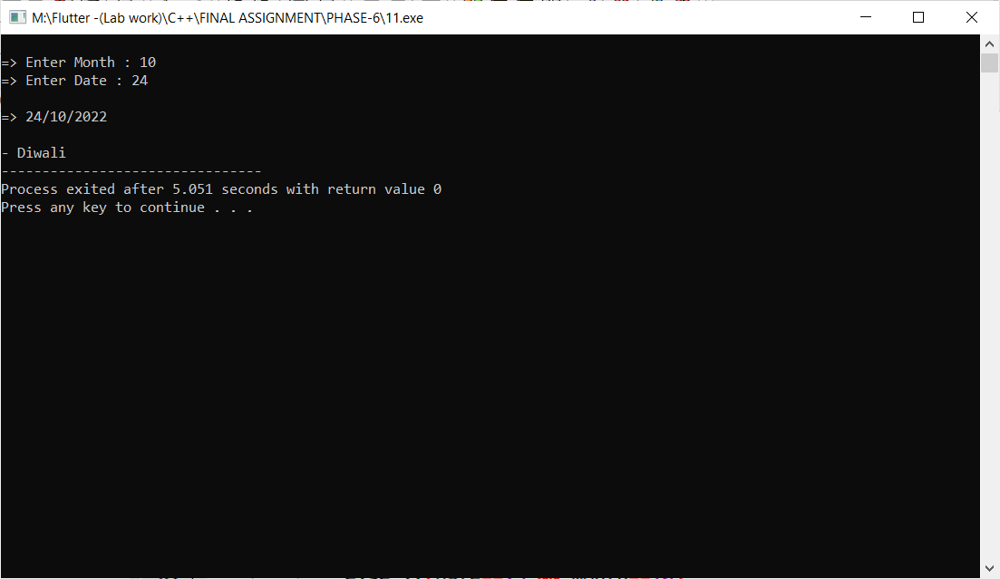 M:\Flutter -(Lab work)\C++\FINAL ASSIGNMENT\PHASE-6\11.exe
=> Enter Month : 10
=> Enter Date : 24
=> 24/10/2022
- Diwali
--------------------------------
Process exited after 5.051 seconds with return value 0
Press any key to continue . . .